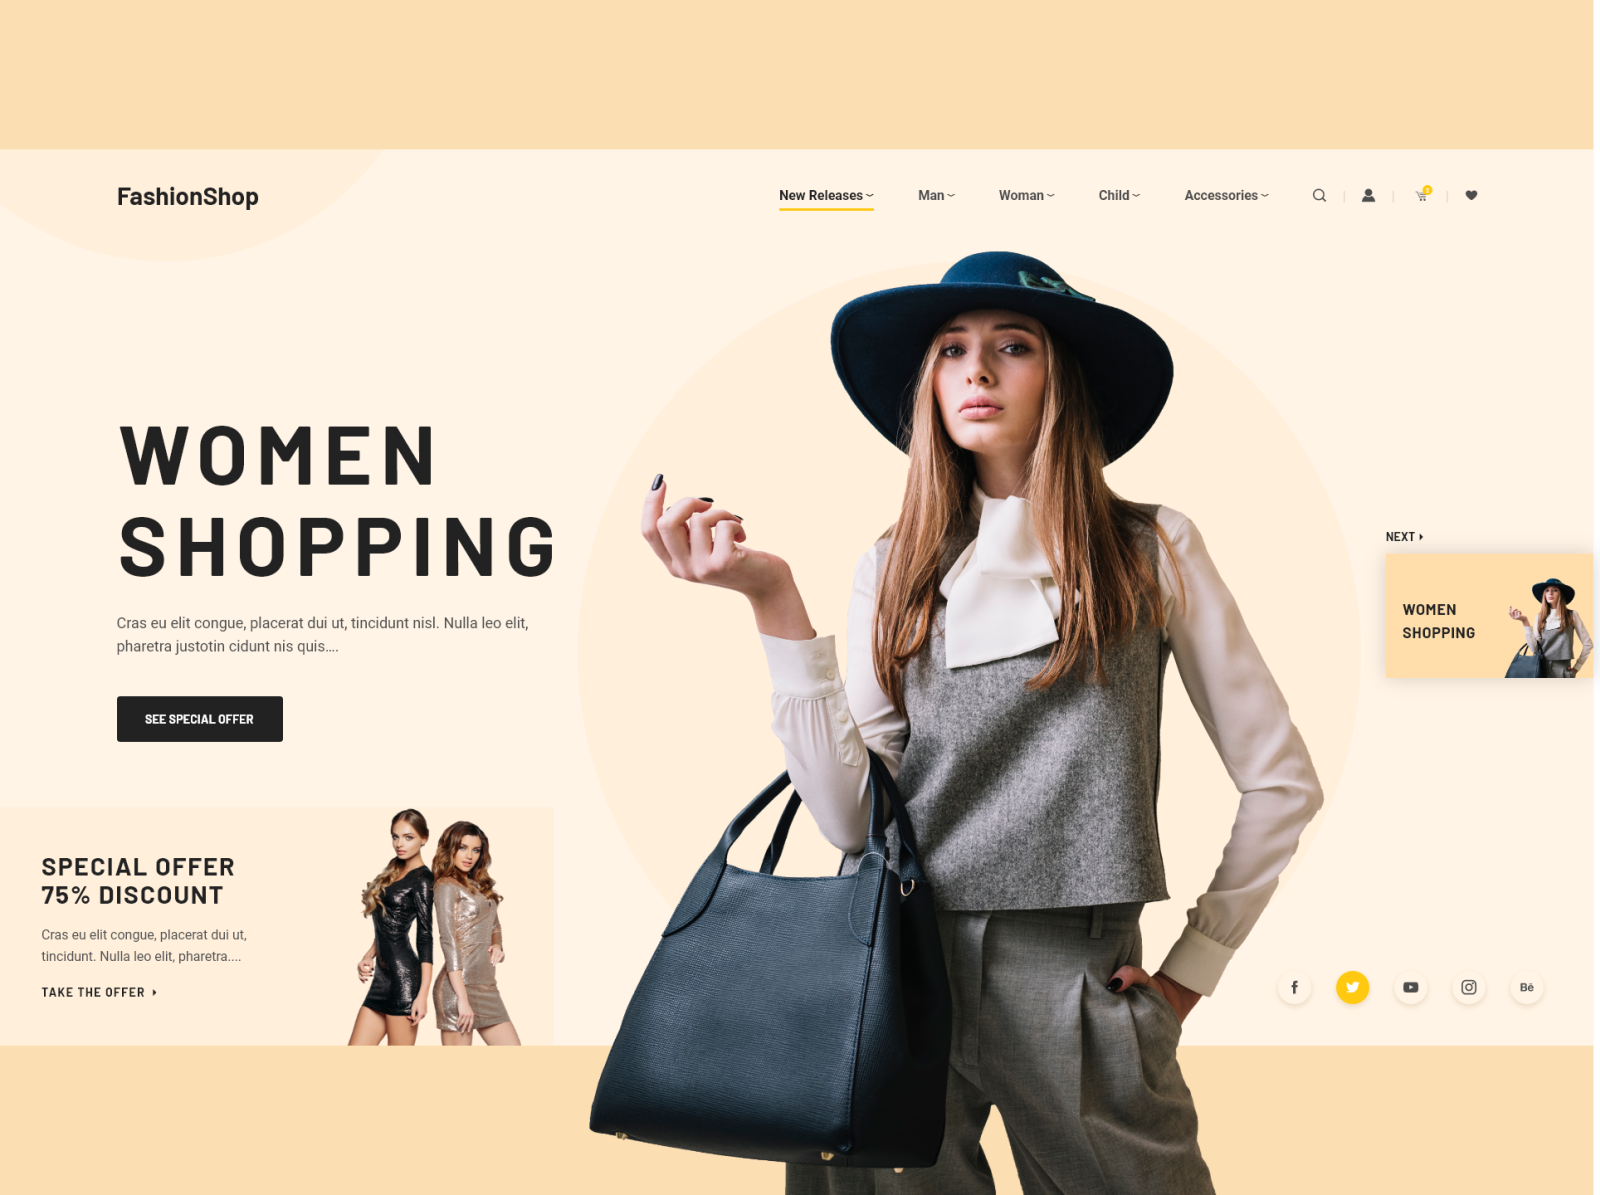 FashionShop
New Releases
Man
Woman
Child
Accessories
WOMEN
SHOPPING
Cras eu elit congue, placerat dui ut, tincidunt nisl. Nulla leo elit,
pharetra justotin cidunt nis quis....
SEE SPECIAL OFFER
NEXT
WOMEN
SHOPPING
SPECIAL OFFER
75% DISCOUNT
Cras eu elit congue, placerat dui ut,
tincidunt. Nulla leo elit, pharetra....
TAKE THE OFFER
Bē